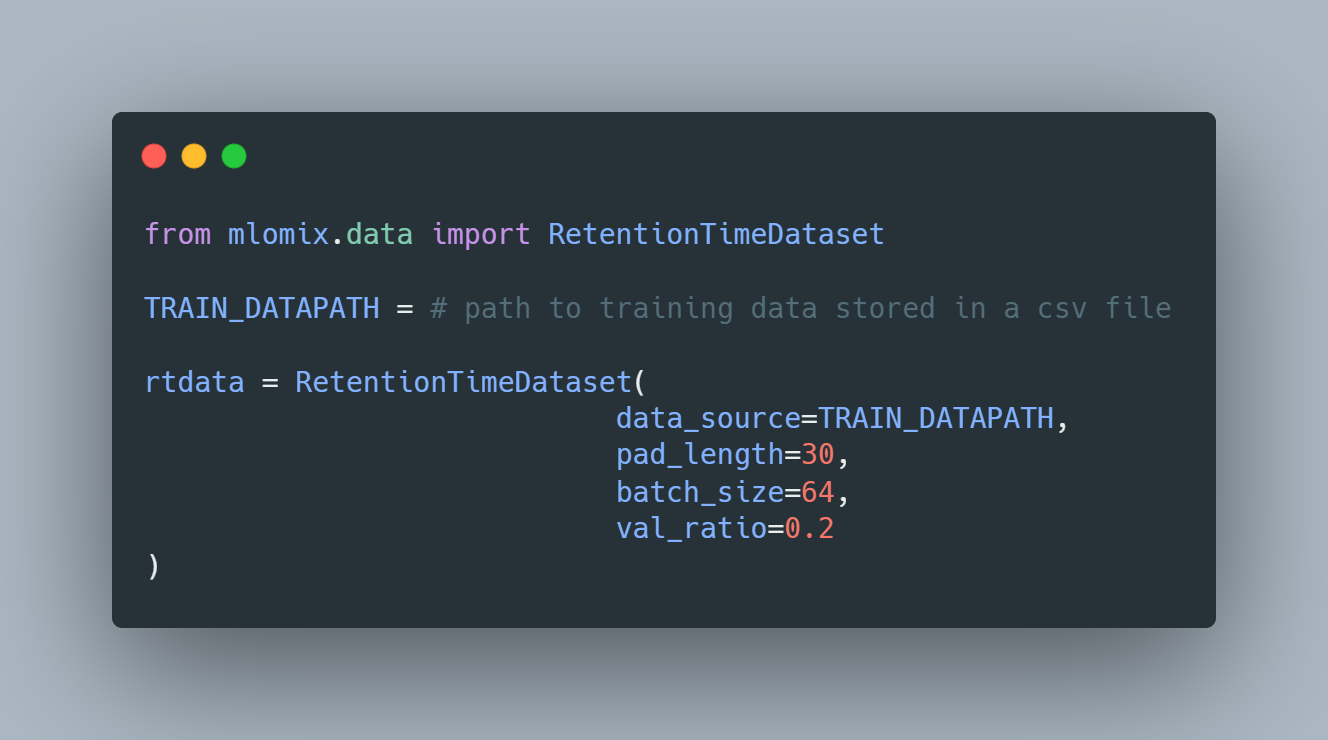 from mlomix.data import RetentionTimeDataset
TRAIN_DATAPATH = # path to training data stored in a csv file
rtdata = RetentionTimeDataset(
data_source=TRAIN_DATAPATH,
pad_length=30,
batch_size=64,
val_ratio=0.2
)